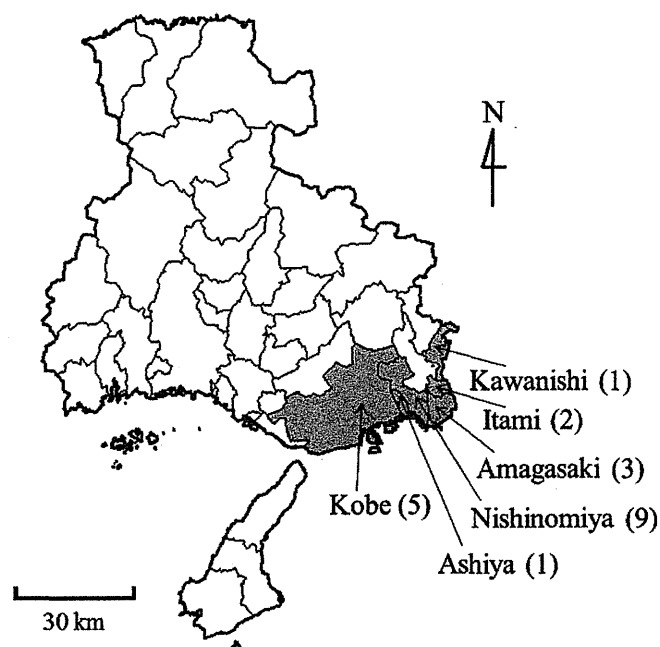 N
Kawanishi (1)
Itami (2)
Amagasaki (3)
Kobe (5)
Nishinomiya (9)
Ashiya (1)
30 km